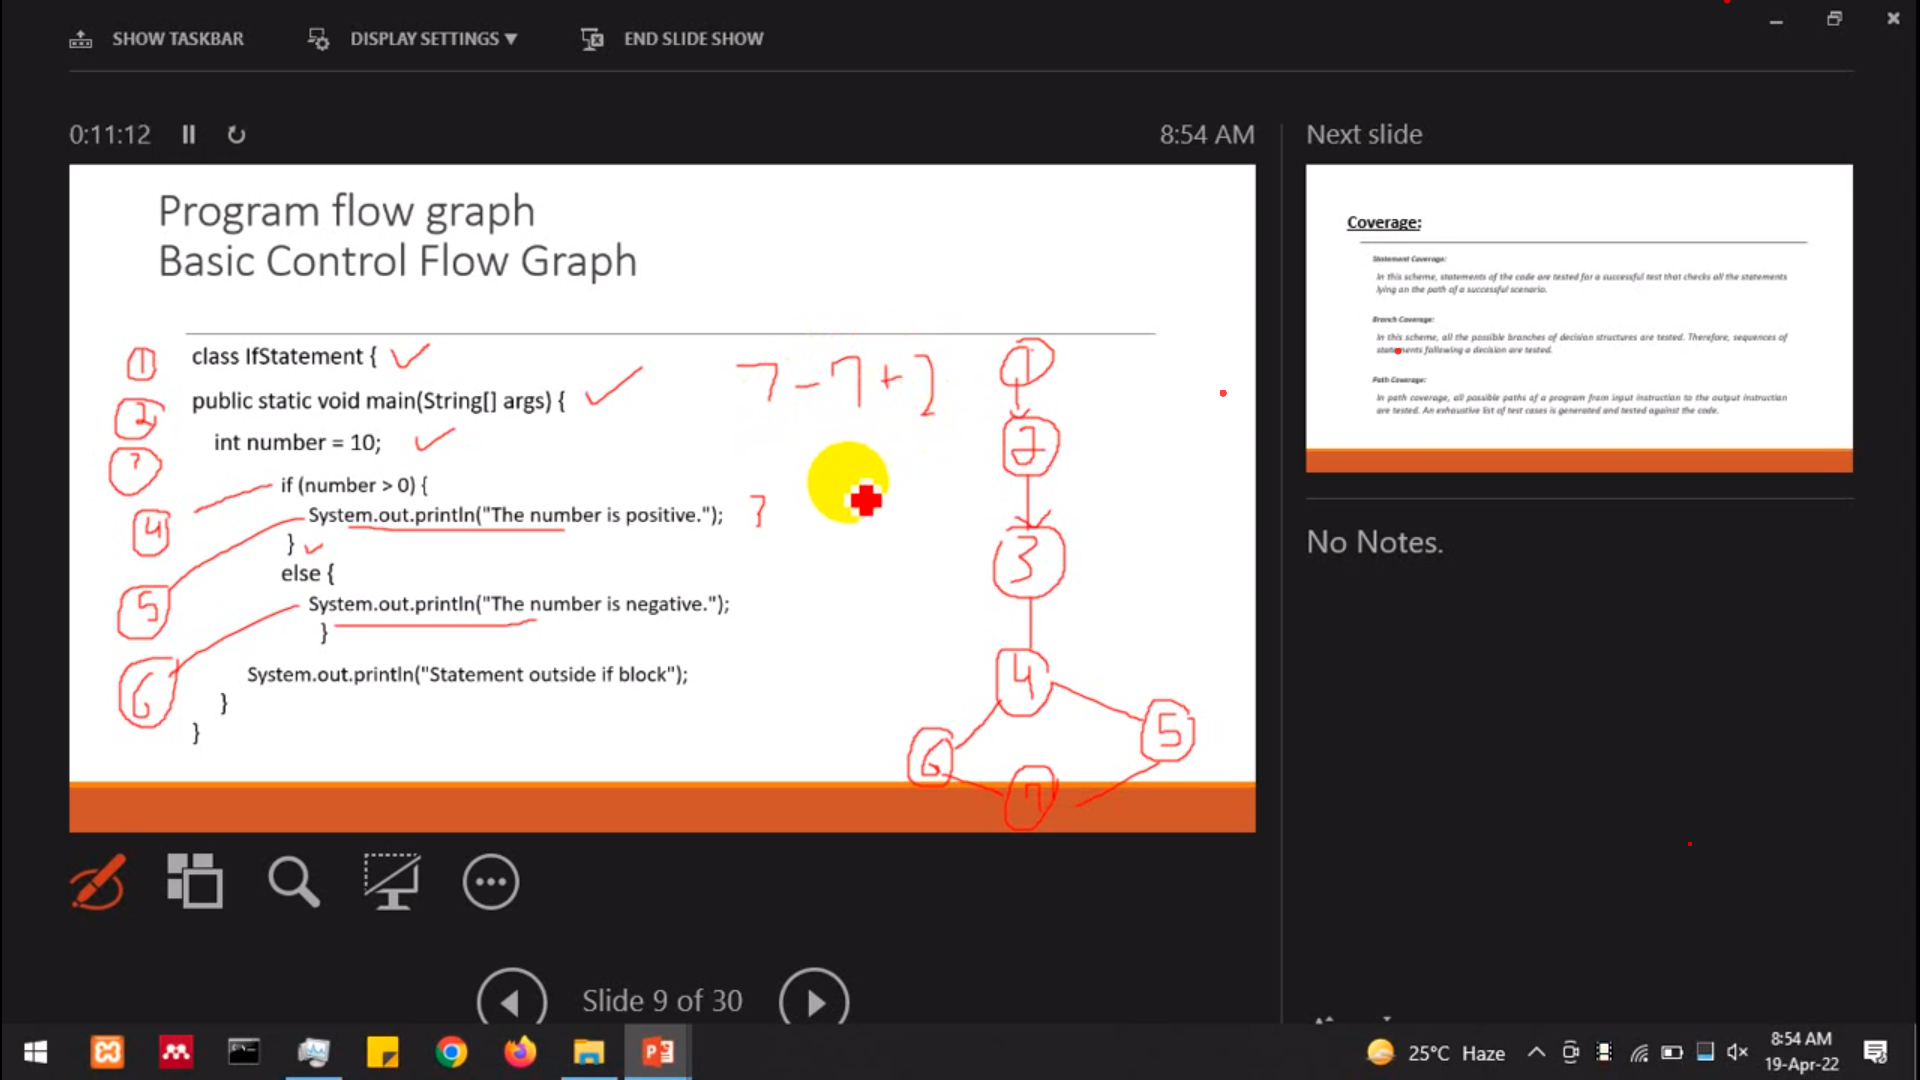 SHOW TASKBAR
DISPLAY SETTINGS ▼
END SLIDE SHOW
0:11:12
8:54 AM
Next slide
Program flow graph
Basic Control Flow Graph
1
class IfStatement {
2
public static void main(String[] args) {
int number = 10;
4
if (number > 0) {
5
System.out.println("The number is positive.");
}
else {
6
System.out.println("The number is negative.");
}
System.out.println("Statement outside if block");
}
}
7-7+2
1
2
3
4
5
6
7
Coverage:
Statement Coverage:
In this scheme, statements of the code are tested for a successful test that checks all the statements
lying on the path of a successful scenario.
Branch Coverage:
In this scheme, all the possible branches of decision structures are tested. Therefore, sequences of
statements following a decision are tested.
Path Coverage:
In path coverage, all possible paths of a program from input instruction to the output instruction
are tested. An exhaustive list of test cases is generated and tested against the code.
No Notes.
Slide 9 of 30
25°C Haze
8:54 AM
19-Apr-22